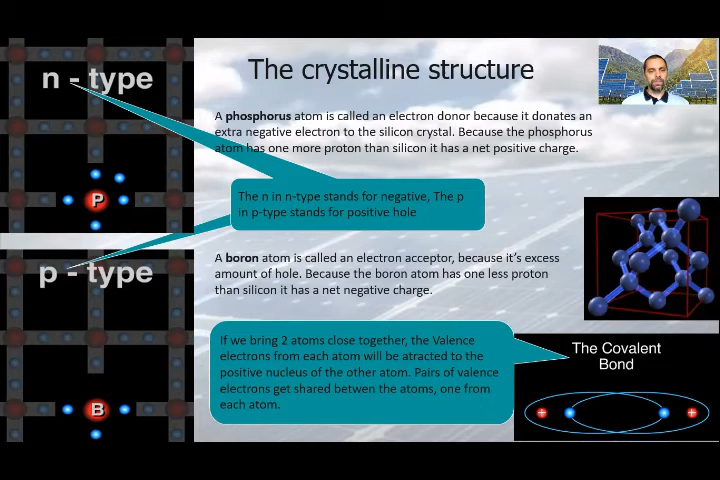 n - type
The crystalline structure
A phosphorus atom is called an electron donor because it donates an
extra negative electron to the silicon crystal. Because the phosphorus
atom has one more proton than silicon it has a net positive charge.
P
The n in n-type stands for negative, The p
in p-type stands for positive hole
p - type
A boron atom is called an electron acceptor, because it's excess
amount of hole. Because the boron atom has one less proton
than silicon it has a net negative charge.
B
If we bring 2 atoms close together, the Valence
electrons from each atom will be atracted to the
positive nucleus of the other atom. Pairs of valence
electrons get shared betwen the atoms, one from
each atom.
The Covalent
Bond
+
+